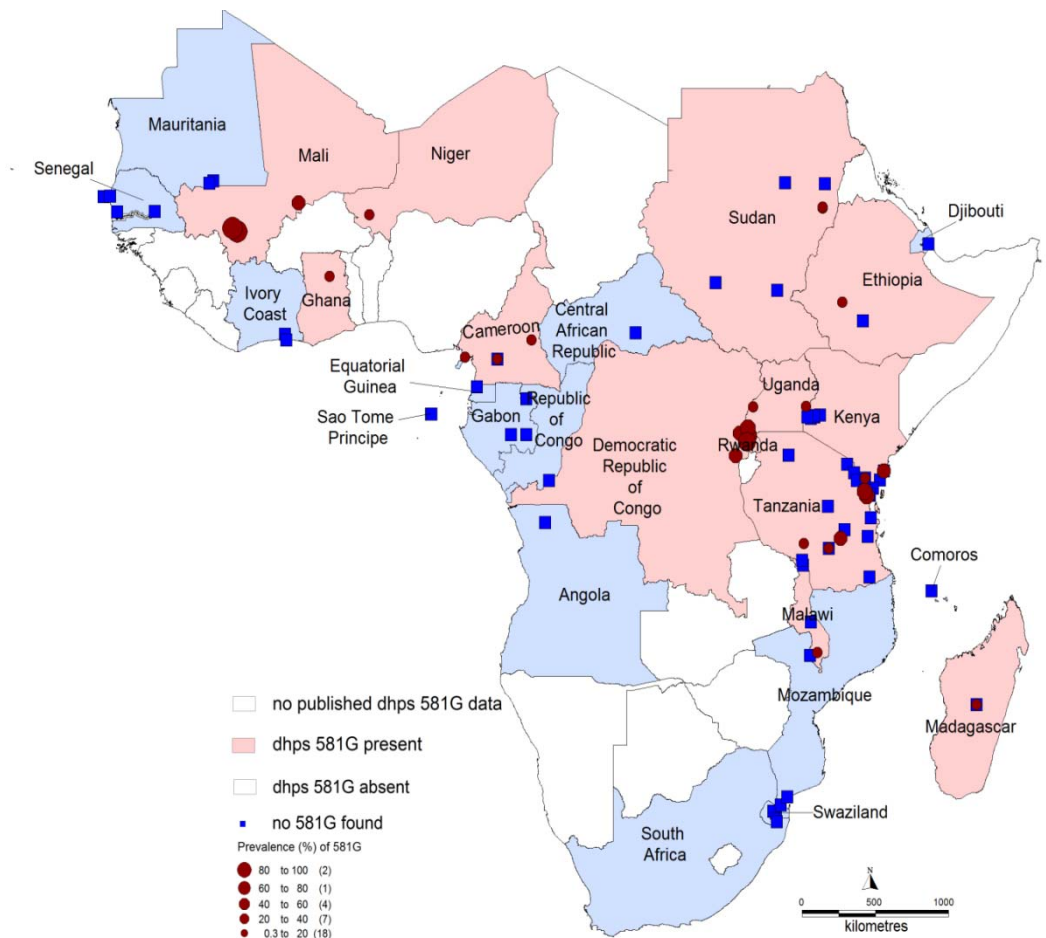 Mauritania
Mali
Niger
Senegal
Sudan
Djibouti
Ethiopia
Ivory
Coast
Ghana
Central
African
Republic
Cameroon
Equatorial
Guinea
Uganda
Republic
of
Congo
Gabon
Kenya
Sao Tome
Principe
Rwanda
Democratic
Republic
of
Congo
Tanzania
Comoros
Angola
Malawi
Mozambique
Madagascar
Swaziland
South
Africa
no published dhps 581G data
dhps 581G present
dhps 581G absent
no 581G found
Prevalence (%) of 581G
80 to 100 (2)
60 to 80 (1)
40 to 60 (4)
20 to 40 (7)
0.3 to 20 (18)
N
0 500 1000
kilometres